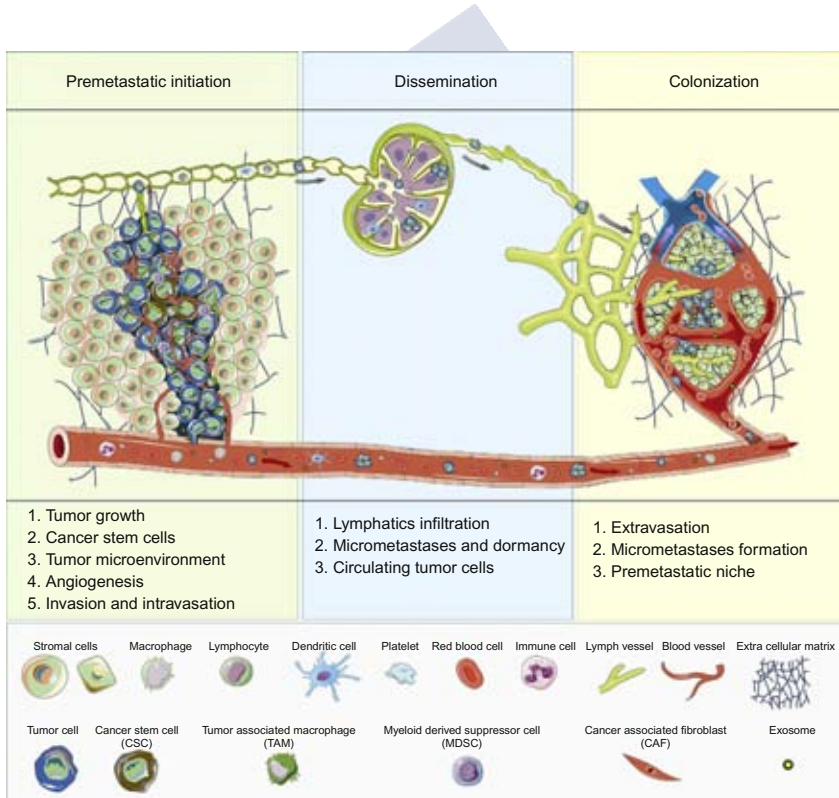 Premetastatic initiation
Dissemination
Colonization
1. Tumor growth
2. Cancer stem cells
3. Tumor microenvironment
4. Angiogenesis
5. Invasion and intravasation
1. Lymphatics infiltration
2. Micrometastases and dormancy
3. Circulating tumor cells
1. Extravasation
2. Micrometastases formation
3. Premetastatic niche
Stromal cells
Macrophage
Lymphocyte
Dendritic cell
Platelet
Red blood cell
Immune cell
Lymph vessel
Blood vessel
Extra cellular matrix
Tumor cell
Cancer stem cell
(CSC)
Tumor associated macrophage
(TAM)
Myeloid derived suppressor cell
(MDSC)
Cancer associated fibroblast
(CAF)
Exosome